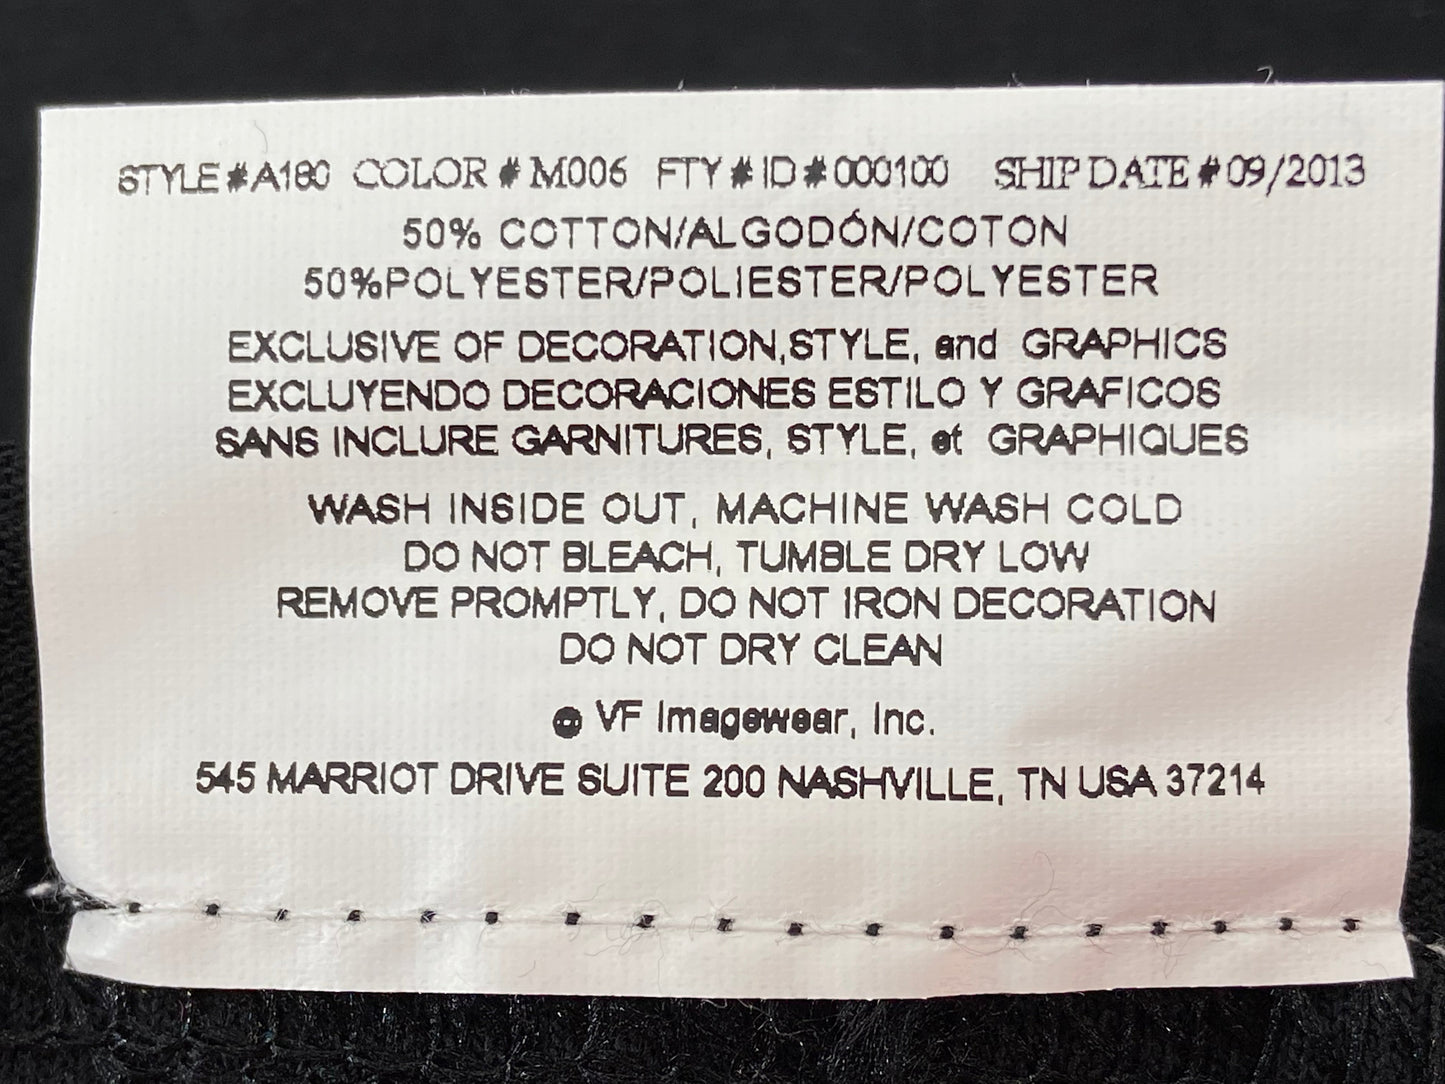 STYLE#A180 COLOR#M006 FTY#ID#000100 SHIP DATE#09/2013
50% COTTON/ALGODÓN/COTON
50%POLYESTER/POLIESTER/POLYESTER
EXCLUSIVE OF DECORATION,STYLE, and GRAPHICS
EXCLUYENDO DECORACIONES ESTILO Y GRAFICOS
SANS INCLURE GARNITURES, STYLE, et GRAPHIQUES
WASH INSIDE OUT, MACHINE WASH COLD
DO NOT BLEACH, TUMBLE DRY LOW
REMOVE PROMPTLY, DO NOT IRON DECORATION
DO NOT DRY CLEAN
© VF Imagewear, Inc.
545 MARRIOT DRIVE SUITE 200 NASHVILLE, TN USA 37214